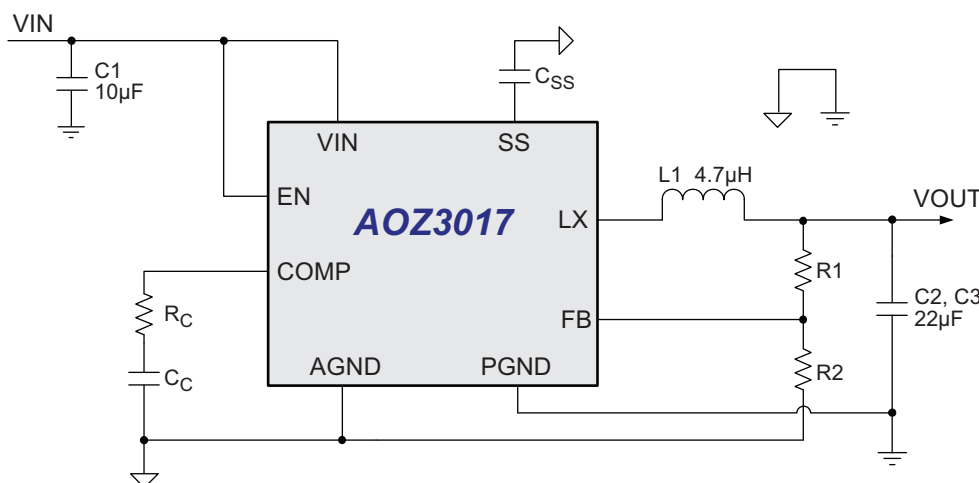 VIN
C1
10µF
CSS
VIN
SS
L1 4.7µH
EN
AOZ3017
LX
VOUT
COMP
R1
RC
FB
C2, C3
22µF
CC
AGND
PGND
R2